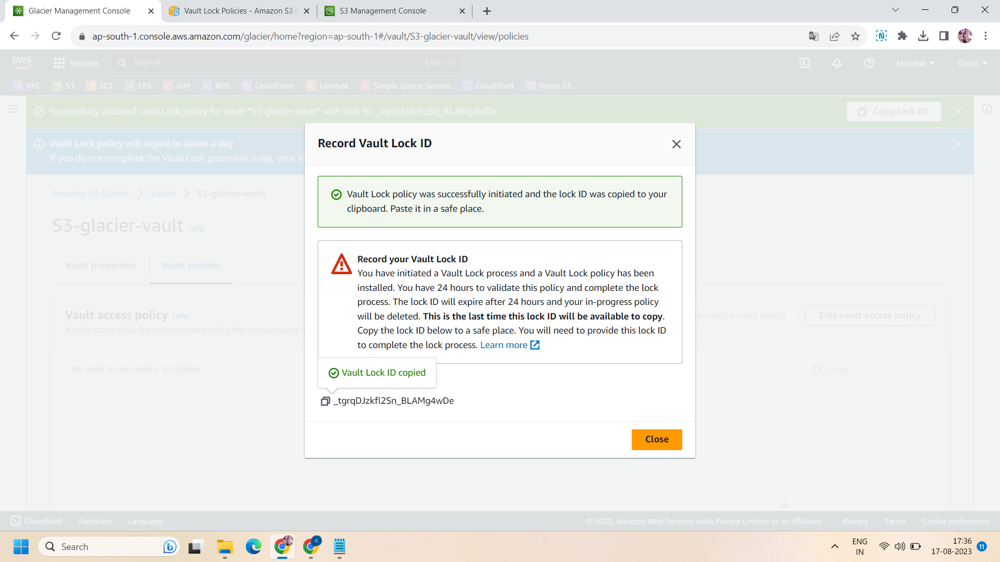 Glacier Management Console
Vault Lock Policies - Amazon S3
S3 Management Console
ap-south-1.console.aws.amazon.com/glacier/home?region=ap-south-1#/vault/S3-glacier-vault/view/policies
aws
Services
Search
[Alt+S]
Mumbai
Cloud
VPC
S3
EC2
EFS
IAM
RDS
CloudFront
Lambda
Simple Queue Service
CloudShell
Route 53
Successfully initiated vault Lock policy for vault "S3-glacier-vault" with lock ID: _tgrqDJzkfl2Sn_BLAMg4wDe.
Copy lock ID
Vault Lock policy will expire in about a day
If you do not complete the Vault Lock process in a day, your
Amazon S3 Glacier
Vaults
S3-glacier-vault
S3-glacier-vault Info
Vault properties
Vault policies
Vault access policy Info
A vault access policy is a resource-based policy that you can use to
vault access policy
Edit vault access policy
No vault access policy to display.
Copy
Record Vault Lock ID
Vault Lock policy was successfully initiated and the lock ID was copied to your
clipboard. Paste it in a safe place.
Record your Vault Lock ID
You have initiated a Vault Lock process and a Vault Lock policy has been
installed. You have 24 hours to validate this policy and complete the lock
process. The lock ID will expire after 24 hours and your in-progress policy
will be deleted. This is the last time this lock ID will be available to copy.
Copy the lock ID below to a safe place. You will need to provide this lock ID
to complete the lock process. Learn more
Vault Lock ID copied
_tgrqDJzkfl2Sn_BLAMg4wDe
Close
CloudShell
Feedback
Language
© 2023, Amazon Web Services India Private Limited or its affiliates.
Privacy
Terms
Cookie preferences
Search
ENG
IN
17:36
17-08-2023
11